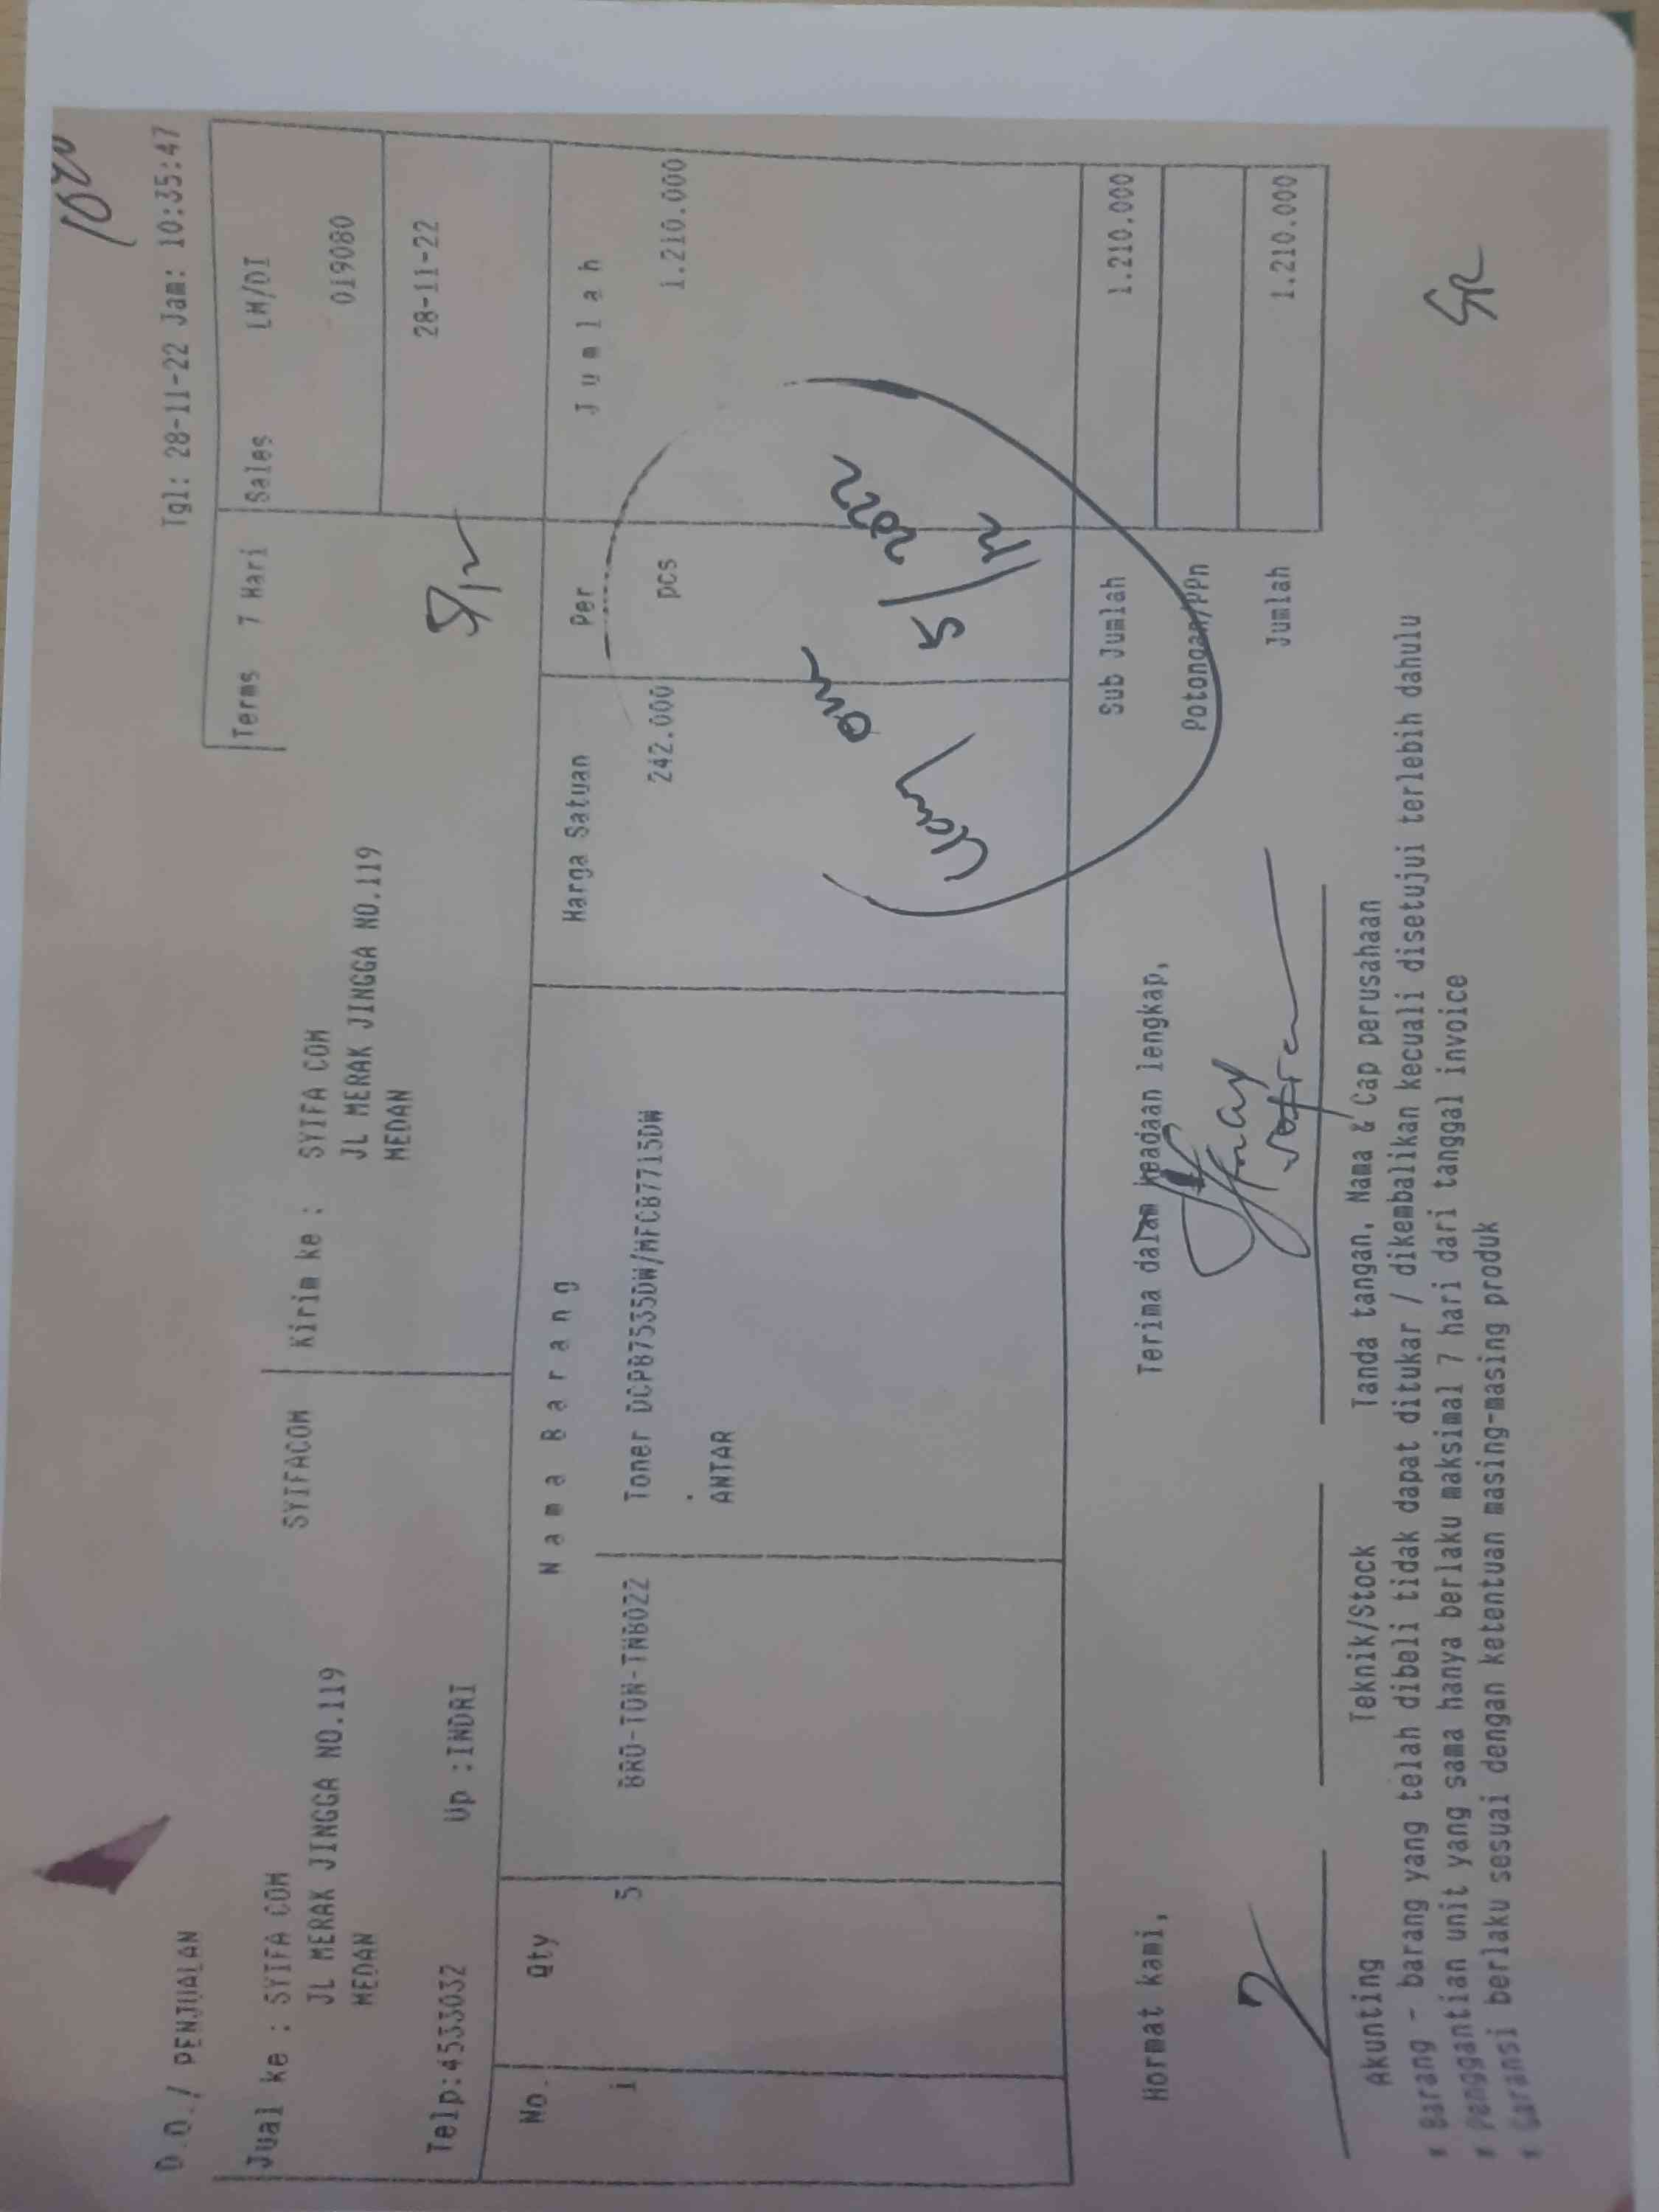 D.O./ PENJUALAN
Tgl: 28-11-22 Jam: 10:35:47
Jual ke : SYIFA COM
SYIFACOM
JL MERAK JINGGA NO.119
MEDAN
Telp:4533032 Up :INDRI
Kirim ke : SYIFA COM
JL MERAK JINGGA NO.119
MEDAN
Terms 7 Hari
Sales LM/DI
019080
28-11-22
No. Qty Nama Barang Harga Satuan Per Jumlah
1 5 BRO-TON-TNB022 Toner DCPB7535DW/MFCB7715DW 242.000 pcs 1.210.000
.
ANTAR
5/12
2022
Sub Jumlah 1.210.000
Potongan/PPn
Jumlah 1.210.000
Hormat kami, Terima dalam keadaan lengkap,
Akunting Teknik/Stock Tanda tangan, Nama & Cap perusahaan
* Barang - barang yang telah dibeli tidak dapat ditukar / dikembalikan kecuali disetujui terlebih dahulu
* Penggantian unit yang sama hanya berlaku maksimal 7 hari dari tanggal invoice
* Garansi berlaku sesuai dengan ketentuan masing-masing produk